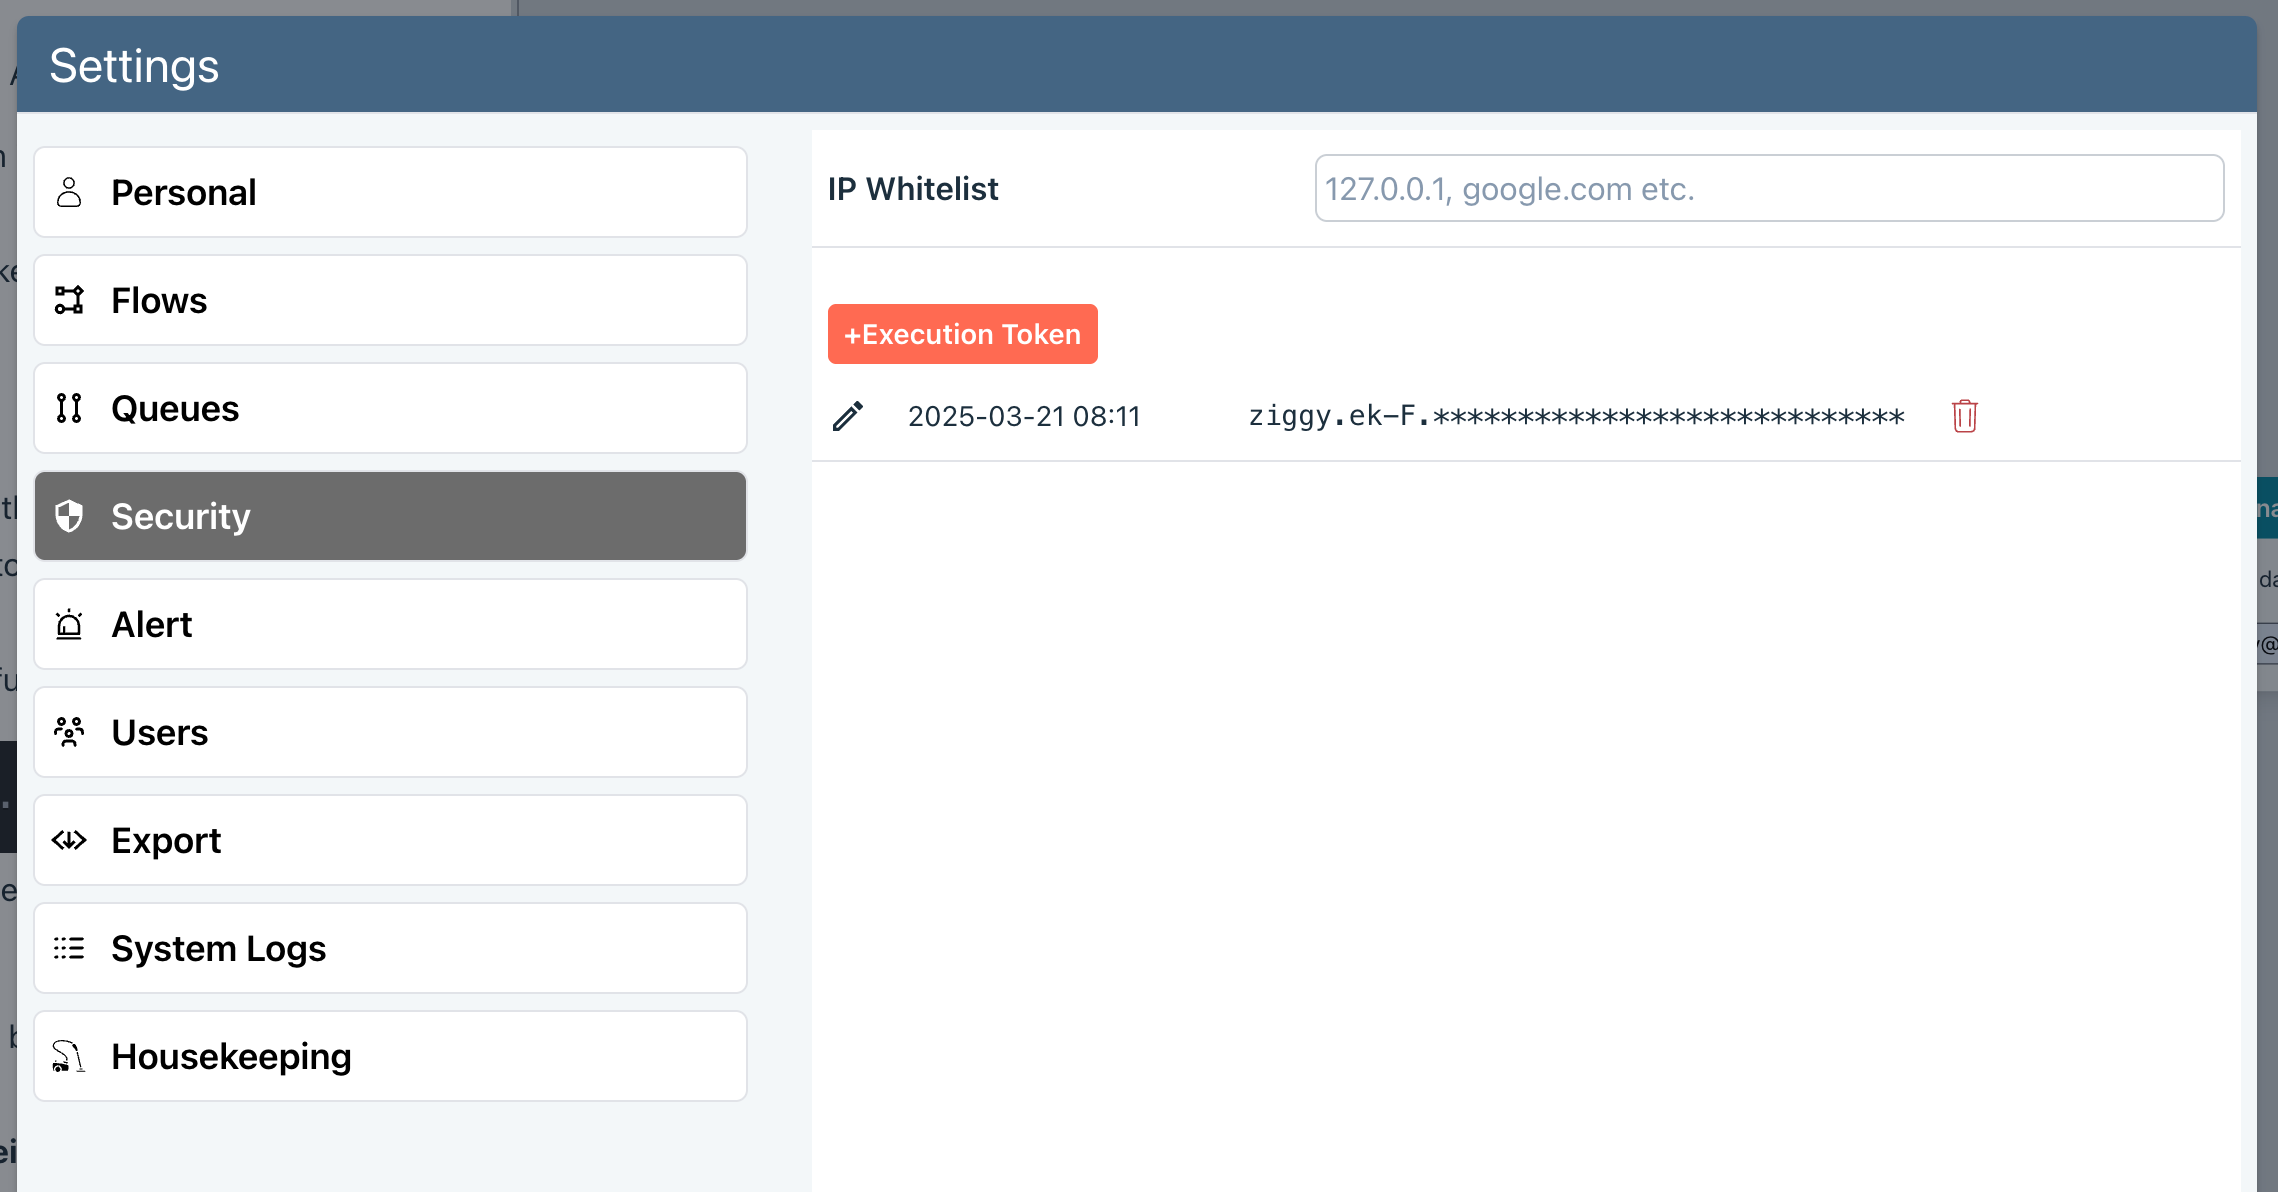 Settings
Personal
Flows
Queues
Security
Alert
Users
Export
System Logs
Housekeeping
IP Whitelist
127.0.0.1, google.com etc.
+Execution Token
2025-03-21 08:11 ziggy.ek-F.****************************